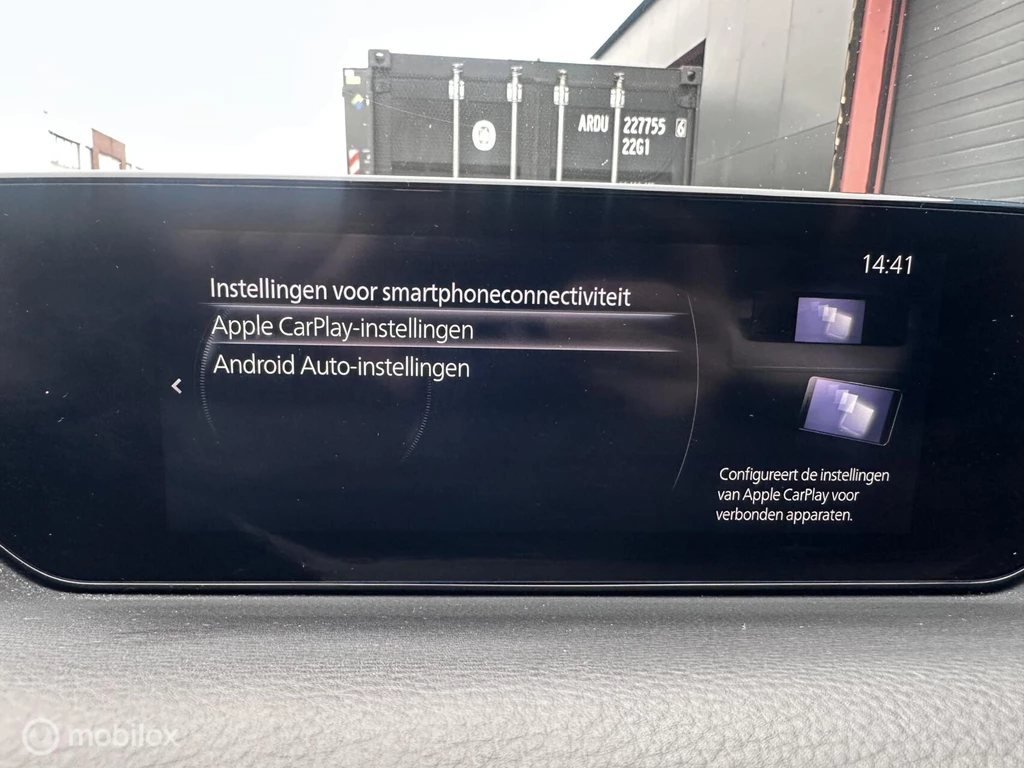 ARDU 227755 6
22G1
14:41
Instellingen voor smartphoneconnectiviteit
Apple CarPlay-instellingen
Android Auto-instellingen
Configureert de instellingen
van Apple CarPlay voor
verbonden apparaten.
mobilox